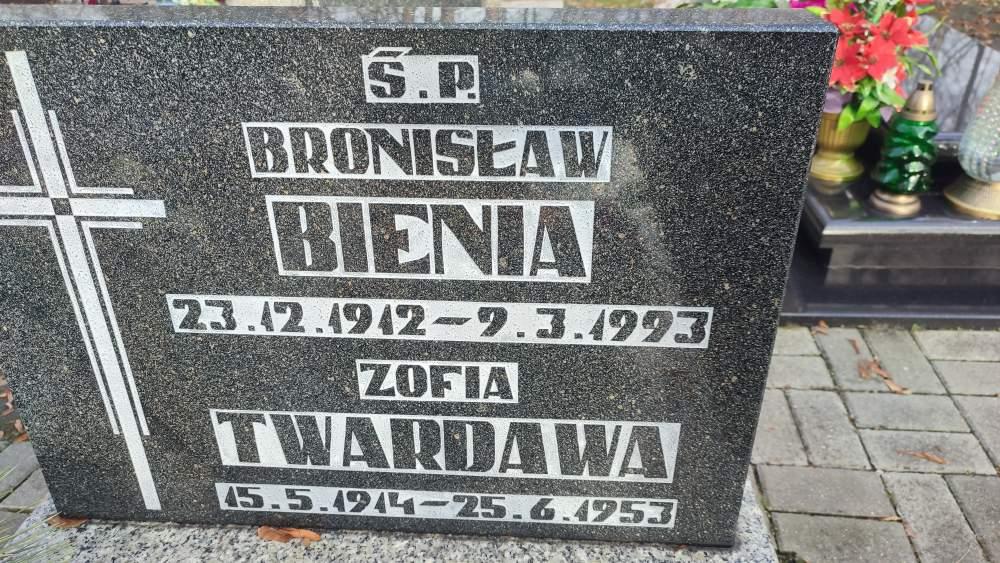 Ś.P.
BRONISŁAW
BIENIA
23.12.1912-9.3.1993
ZOFIA
TWARDAWA
15.5.1914-25.6.1953